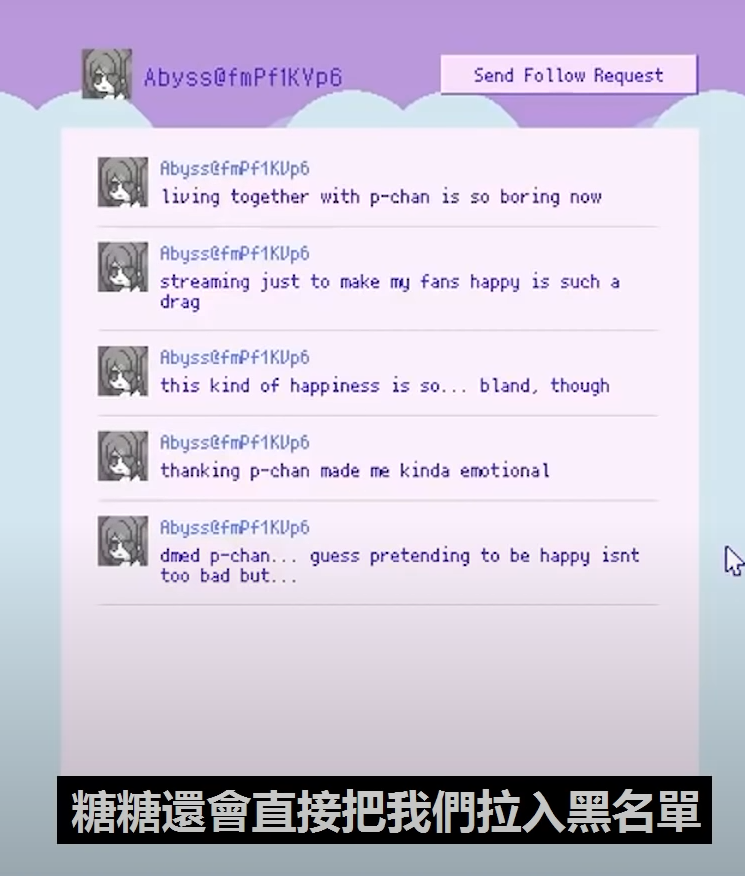 Abyss@fmPf1KVp6
Send Follow Request
Abyss@fmPf1KVp6
living together with p-chan is so boring now
Abyss@fmPf1KVp6
streaming just to make my fans happy is such a
drag
Abyss@fmPf1KVp6
this kind of happiness is so... bland, though
Abyss@fmPf1KVp6
thanking p-chan made me kinda emotional
Abyss@fmPf1KVp6
dmed p-chan... guess pretending to be happy isnt
too bad but...
糖糖還會直接把我們拉入黑名單